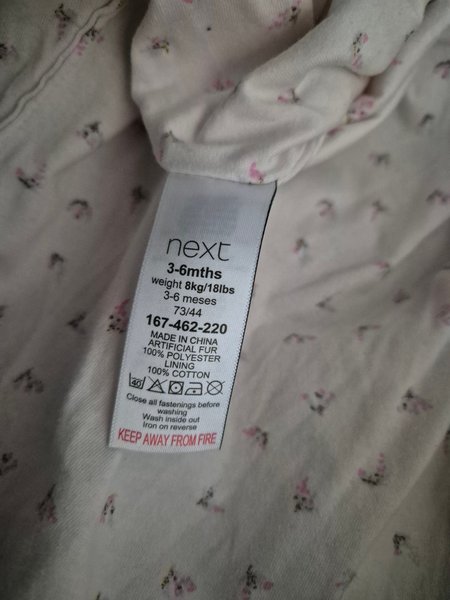 next
3-6mths
weight 8kg/18lbs
3-6 meses
73/44
167-462-220
MADE IN CHINA
ARTIFICIAL FUR
100% POLYESTER
LINING
100% COTTON
40
Close all fastenings before
washing
Wash inside out
Iron on reverse
KEEP AWAY FROM FIRE